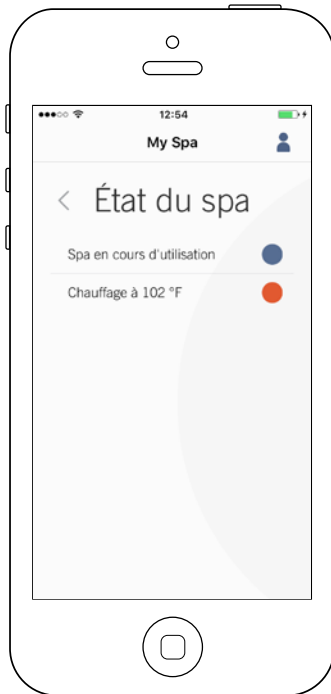 12:54
My Spa
État du spa
Spa en cours d'utilisation
Chauffage à 102 °F